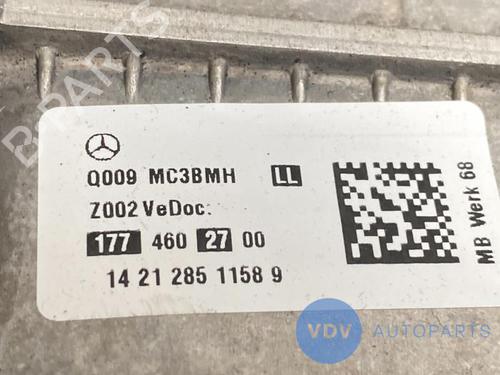 B-PARTS
Q009 MC3BMH LL
Z002 VeDoc:
177 460 27 00
14 21 285 1158 9
MB Werk 68
VDV AUTOPARTS